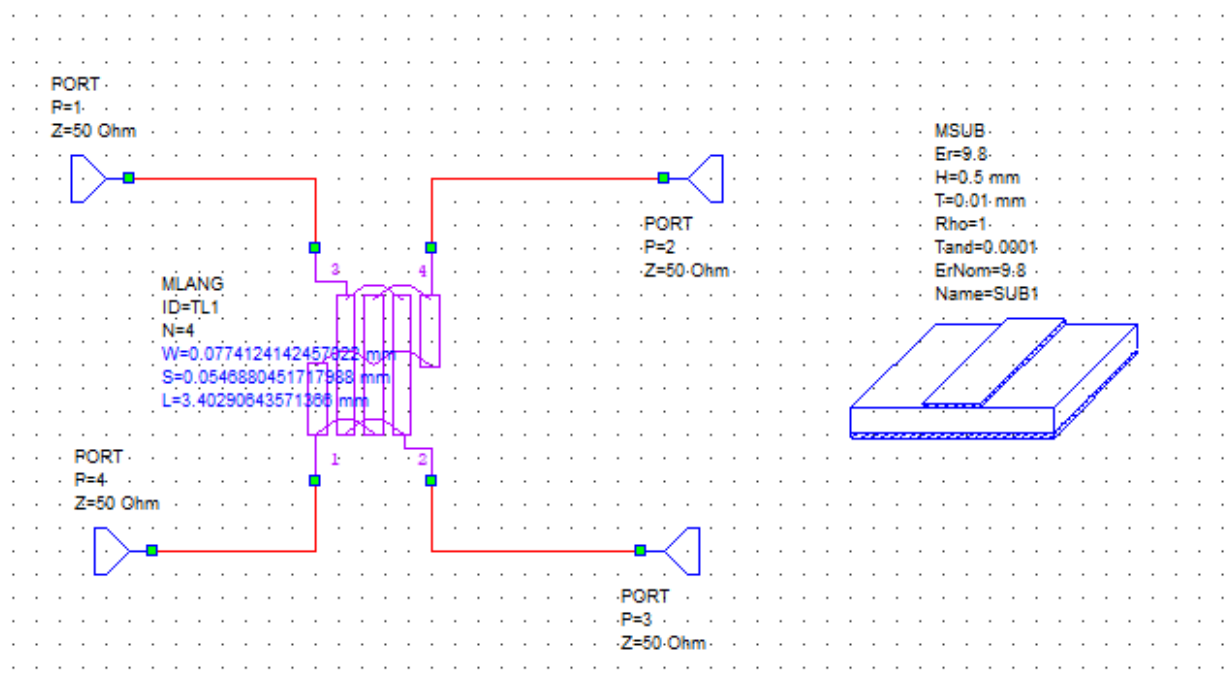 PORT
P=1
Z=50 Ohm
MSUB
Er=9.8
H=0.5 mm
T=0.01 mm
Rho=1
Tand=0.0001
ErNom=9.8
Name=SUB1
PORT
P=2
Z=50 Ohm
3
4
MLANG
ID=TL1
N=4
W=0.0774124142457022 mm
S=0.0546880451717988 mm
L=3.40290643571366 mm
1
2
PORT
P=4
Z=50 Ohm
PORT
P=3
Z=50 Ohm